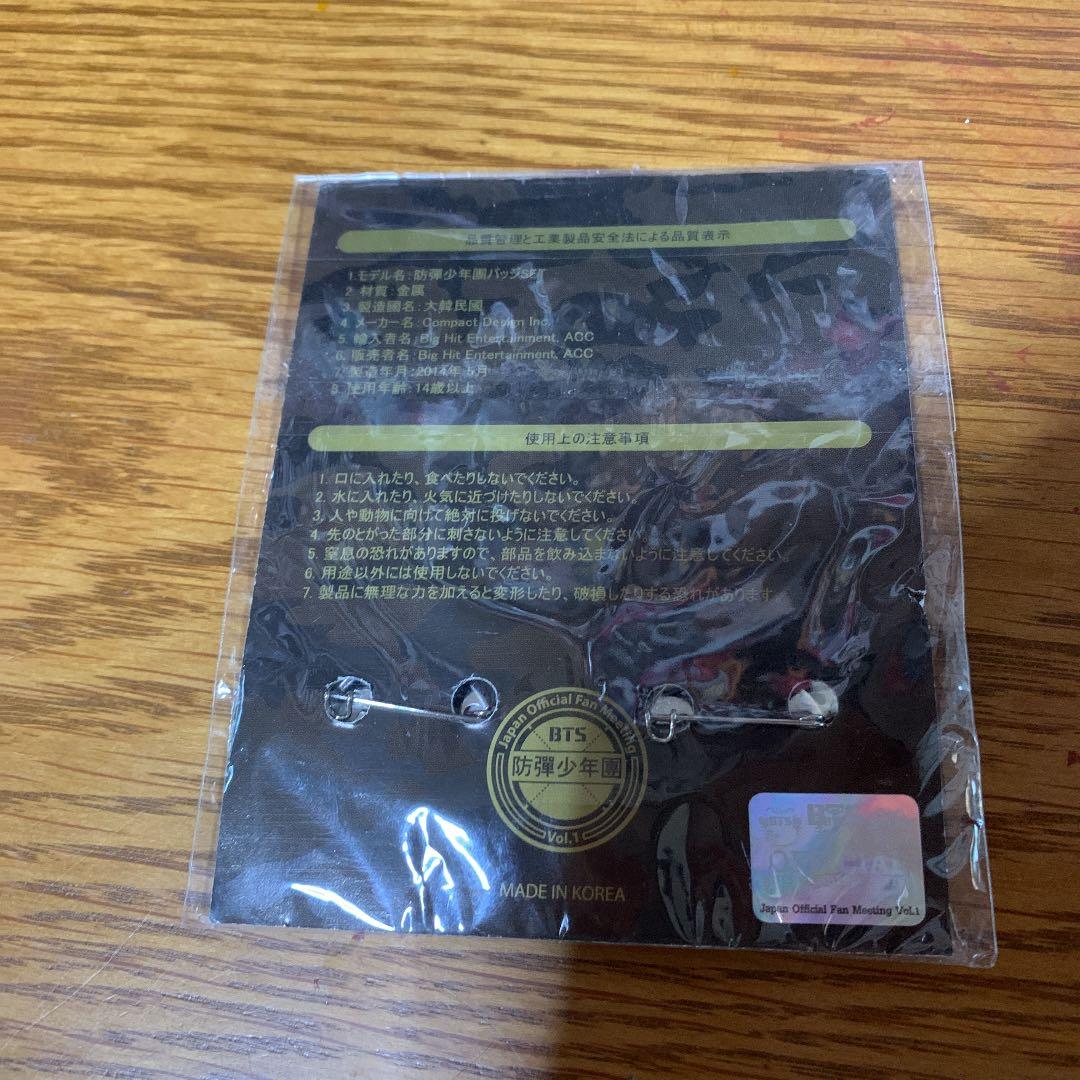 品質管理と工業製品安全法による品質表示
1. モデル名:防彈少年團バッジSET
2. 材質:金属
3. 製造國名:大韓民國
4. メーカー名:Compact Design Inc.
5. 輸入者名:Big Hit Entertainment, ACC
6. 販売者名:Big Hit Entertainment, ACC
7. 製造年月:2014年 5月
8. 使用年齢:14歳以上
使用上の注意事項
1. 口に入れたり、食べたりしないでください。
2. 水に入れたり、火気に近づけたりしないでください。
3. 人や動物に向けて絶対に投げないでください。
4. 先のとがった部分に刺さないように注意してください。
5. 窒息の恐れがありますので、部品を飲み込まないように注意してください。
6. 用途以外には使用しないでください。
7. 製品に無理な力を加えると変形したり、破損したりする恐れがあります。
Japan Official Fan Meeting
BTS
防彈少年團
Vol.1
MADE IN KOREA
Japan Official Fan Meeting Vol.1